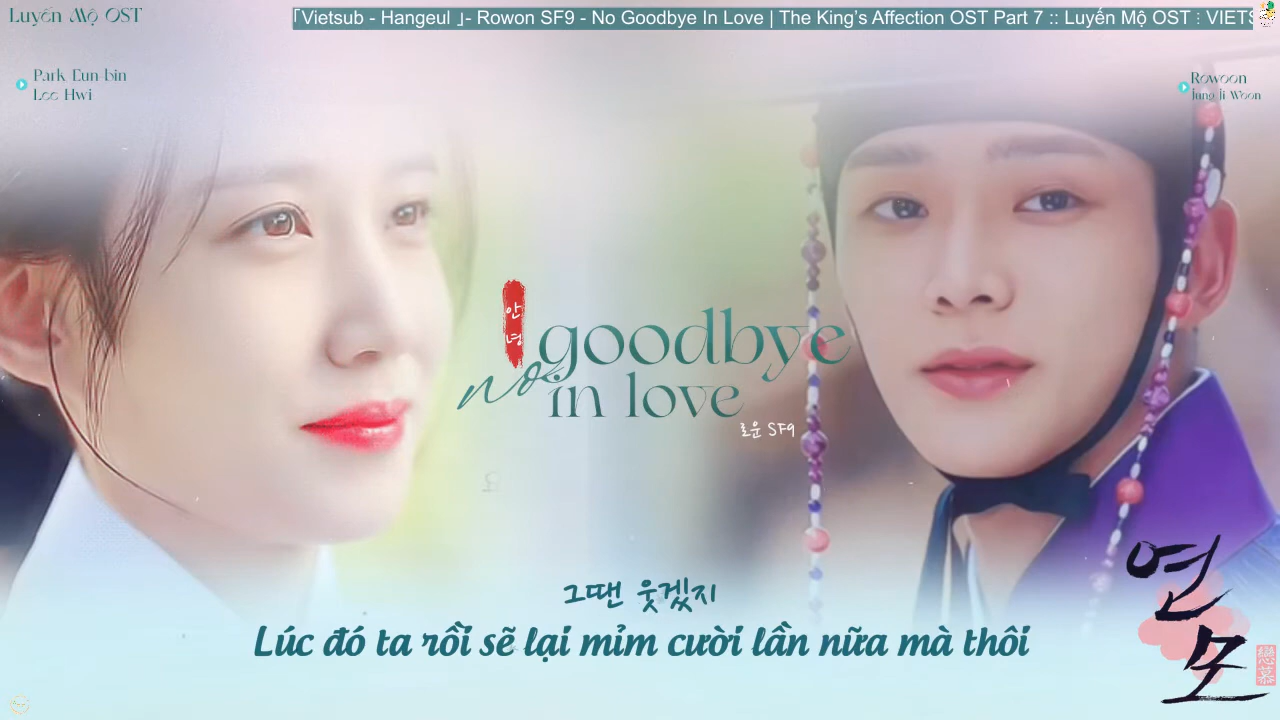 Luyến Mộ OST
「Vietsub - Hangeul 」- Rowon SF9 - No Goodbye In Love | The King's Affection OST Part 7 :: Luyến Mộ OST ⫶ VIETS
Park Eun-bin
Lee Hwi
Rowoon
Jung Ji Woon
안녕
no goodbye
in love
로운 SF9
요
그땐 웃겠지
Lúc đó ta rồi sẽ lại mỉm cười lần nữa mà thôi
연모
戀慕